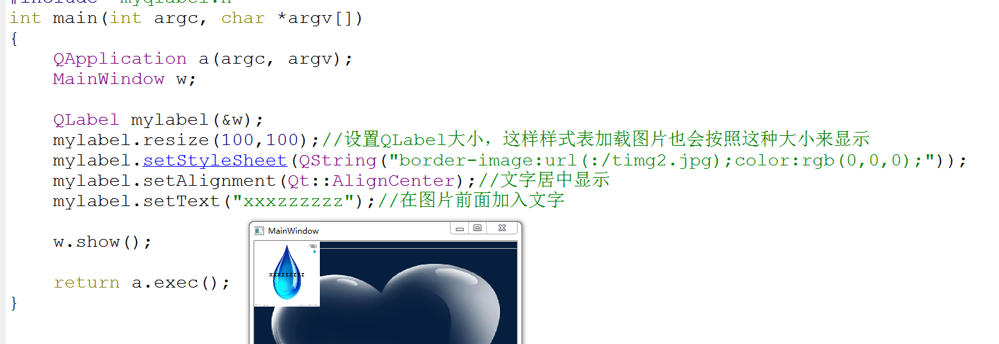 #include "myqlabel.h"
int main(int argc, char *argv[])
{
QApplication a(argc, argv);
MainWindow w;
QLabel mylabel(&w);
mylabel.resize(100,100);//设置QLabel大小，这样样式表加载图片也会按照这种大小来显示
mylabel.setStyleSheet(QString("border-image:url(:/timg2.jpg);color:rgb(0,0,0);"));
mylabel.setAlignment(Qt::AlignCenter);//文字居中显示
mylabel.setText("xxxzzzzzz");//在图片前面加入文字
w.show();
return a.exec();
}
MainWindow
xxxzzzzzz